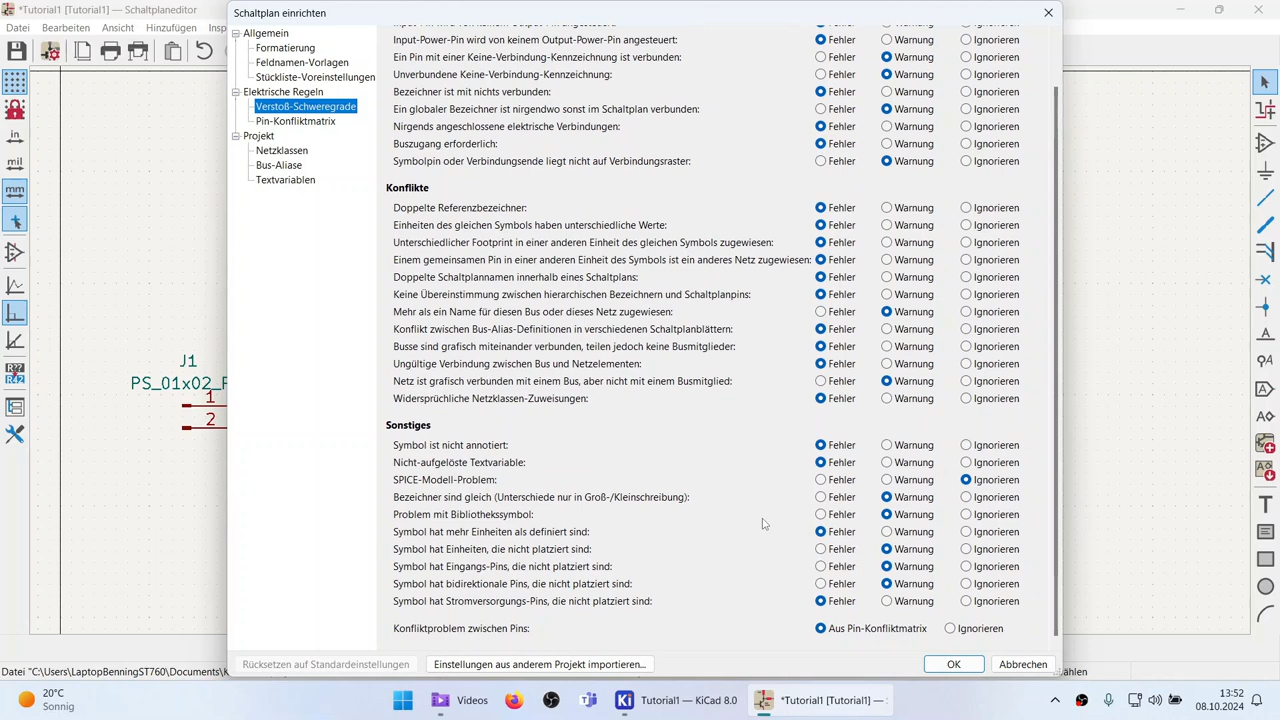 *Tutorial1 [Tutorial1] — Schaltplaneditor
Datei Bearbeiten Ansicht Hinzufügen
Schaltplan einrichten
Allgemein
Formatierung
Feldnamen-Vorlagen
Stückliste-Voreinstellungen
Elektrische Regeln
Verstoß-Schweregrade
Pin-Konfliktmatrix
Projekt
Netzklassen
Bus-Aliase
Textvariablen
Input-Power-Pin wird von keinem Output-Power-Pin angesteuert: Fehler Warnung Ignorieren
Ein Pin mit einer Keine-Verbindung-Kennzeichnung ist verbunden: Fehler Warnung Ignorieren
Unverbundene Keine-Verbindung-Kennzeichnung: Fehler Warnung Ignorieren
Bezeichner ist mit nichts verbunden: Fehler Warnung Ignorieren
Ein globaler Bezeichner ist nirgendwo sonst im Schaltplan verbunden: Fehler Warnung Ignorieren
Nirgends angeschlossene elektrische Verbindungen: Fehler Warnung Ignorieren
Buszugang erforderlich: Fehler Warnung Ignorieren
Symbolpin oder Verbindungsende liegt nicht auf Verbindungsraster: Fehler Warnung Ignorieren
Konflikte
Doppelte Referenzbezeichner: Fehler Warnung Ignorieren
Einheiten des gleichen Symbols haben unterschiedliche Werte: Fehler Warnung Ignorieren
Unterschiedlicher Footprint in einer anderen Einheit des gleichen Symbols zugewiesen: Fehler Warnung Ignorieren
Einem gemeinsamen Pin in einer anderen Einheit des Symbols ist ein anderes Netz zugewiesen: Fehler Warnung Ignorieren
Doppelte Schaltplannamen innerhalb eines Schaltplans: Fehler Warnung Ignorieren
Keine Übereinstimmung zwischen hierarchischen Bezeichnern und Schaltplanpins: Fehler Warnung Ignorieren
Mehr als ein Name für diesen Bus oder dieses Netz zugewiesen: Fehler Warnung Ignorieren
Konflikt zwischen Bus-Alias-Definitionen in verschiedenen Schaltplanblättern: Fehler Warnung Ignorieren
Busse sind grafisch miteinander verbunden, teilen jedoch keine Busmitglieder: Fehler Warnung Ignorieren
Ungültige Verbindung zwischen Bus und Netzelementen: Fehler Warnung Ignorieren
Netz ist grafisch verbunden mit einem Bus, aber nicht mit einem Busmitglied: Fehler Warnung Ignorieren
Widersprüchliche Netzklassen-Zuweisungen: Fehler Warnung Ignorieren
Sonstiges
Symbol ist nicht annotiert: Fehler Warnung Ignorieren
Nicht-aufgelöste Textvariable: Fehler Warnung Ignorieren
SPICE-Modell-Problem: Fehler Warnung Ignorieren
Bezeichner sind gleich (Unterschiede nur in Groß-/Kleinschreibung): Fehler Warnung Ignorieren
Problem mit Bibliothekssymbol: Fehler Warnung Ignorieren
Symbol hat mehr Einheiten als definiert sind: Fehler Warnung Ignorieren
Symbol hat Einheiten, die nicht platziert sind: Fehler Warnung Ignorieren
Symbol hat Eingangs-Pins, die nicht platziert sind: Fehler Warnung Ignorieren
Symbol hat bidirektionale Pins, die nicht platziert sind: Fehler Warnung Ignorieren
Symbol hat Stromversorgungs-Pins, die nicht platziert sind: Fehler Warnung Ignorieren
Konfliktproblem zwischen Pins: Aus Pin-Konfliktmatrix Ignorieren
Rücksetzen auf Standardeinstellungen Einstellungen aus anderem Projekt importieren... OK Abbrechen
in
mil
mm
R??
R42
J1
PS_01x02_P
1
2
Datei "C:\Users\LaptopBenningST760\Documents\K
20°C
Sonnig
Videos
Tutorial1 — KiCad 8.0
*Tutorial1 [Tutorial1] —
13:52
08.10.2024